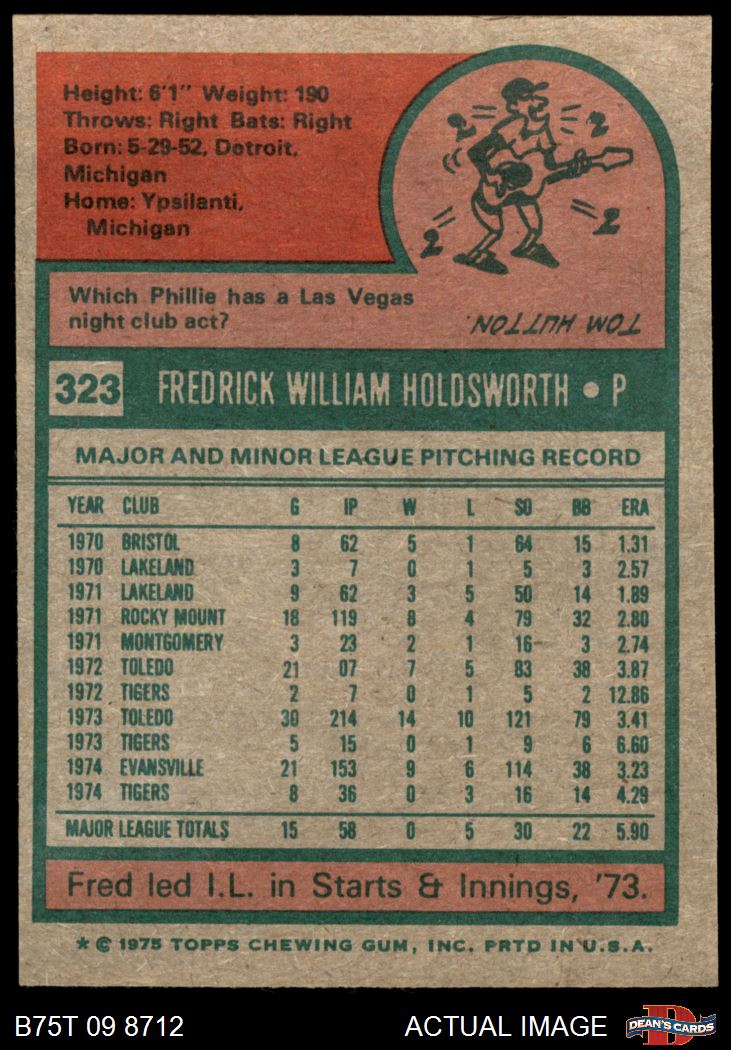 Height: 6'1" Weight: 190
Throws: Right Bats: Right
Born: 5-29-52, Detroit,
Michigan
Home: Ypsilanti,
Michigan
2 2
2 2
Which Phillie has a Las Vegas
night club act?
TOM HUTTON.
323 FREDRICK WILLIAM HOLDSWORTH • P
MAJOR AND MINOR LEAGUE PITCHING RECORD
YEAR CLUB G IP W L SO BB ERA
1970 BRISTOL 8 62 5 1 64 15 1.31
1970 LAKELAND 3 7 0 1 5 3 2.57
1971 LAKELAND 9 62 3 5 50 14 1.89
1971 ROCKY MOUNT 18 119 8 4 79 32 2.80
1971 MONTGOMERY 3 23 2 1 16 3 2.74
1972 TOLEDO 21 07 7 5 83 38 3.87
1972 TIGERS 2 7 0 1 5 2 12.86
1973 TOLEDO 30 214 14 10 121 79 3.41
1973 TIGERS 5 15 0 1 9 6 6.60
1974 EVANSVILLE 21 153 9 6 114 38 3.23
1974 TIGERS 8 36 0 3 16 14 4.29
MAJOR LEAGUE TOTALS 15 58 0 5 30 22 5.90
Fred led I.L. in Starts & Innings, '73.
* © 1975 TOPPS CHEWING GUM, INC. PRTD IN U.S.A.
B75T 09 8712 ACTUAL IMAGE D DEAN'S CARDS